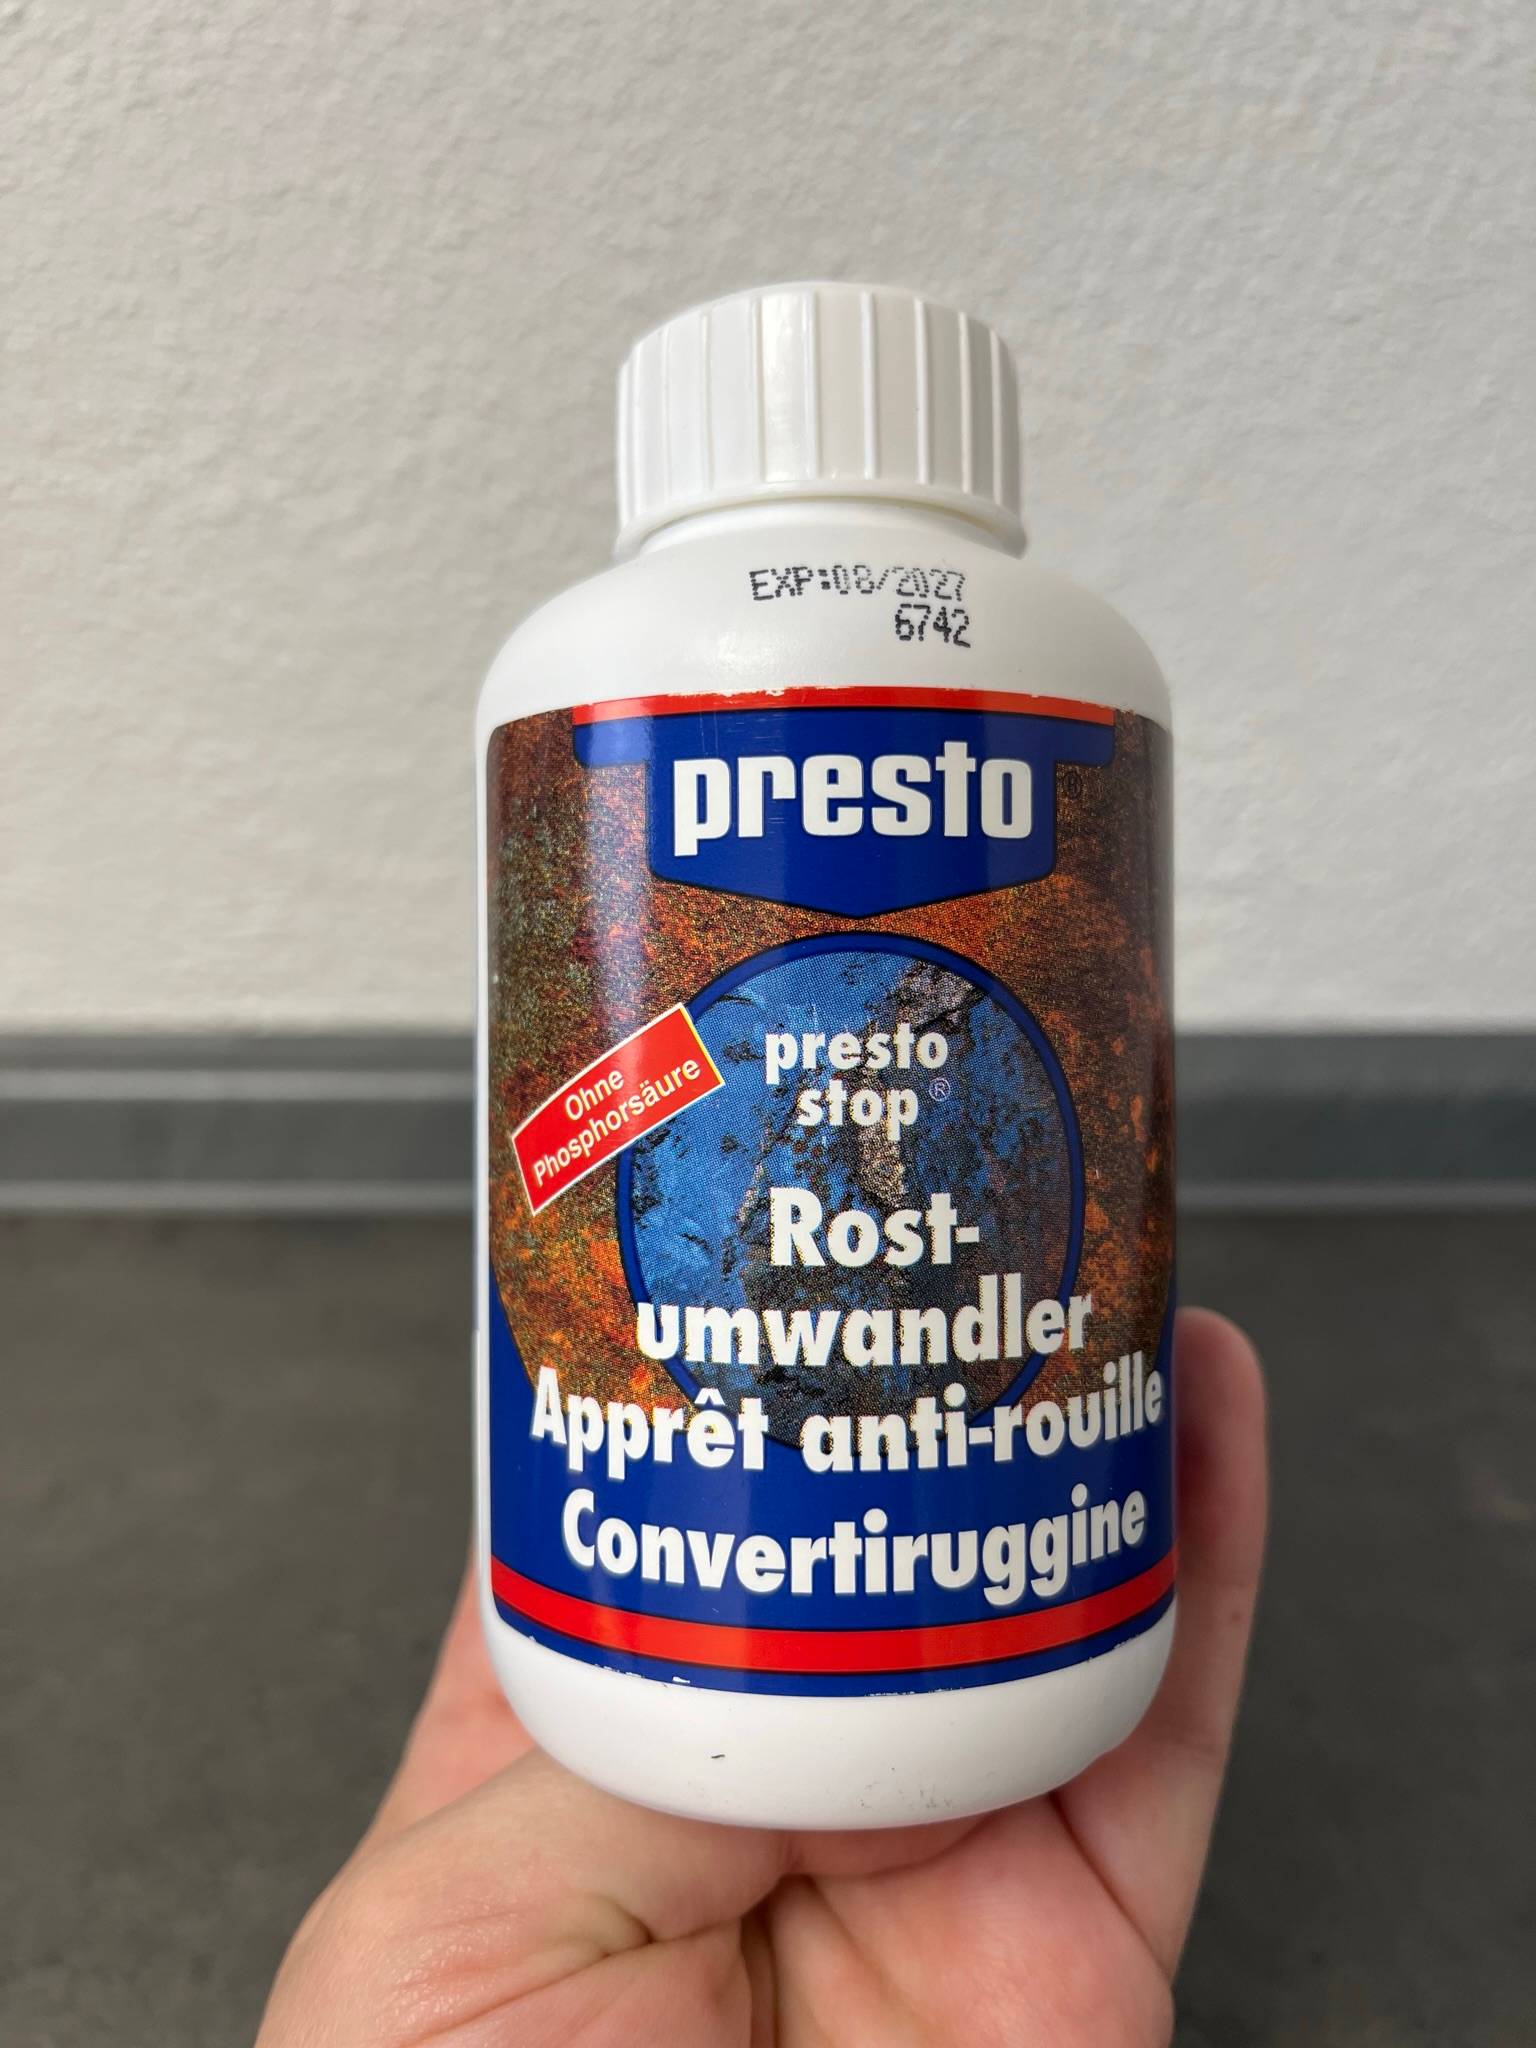 EXP:08/2027
6742
presto®
presto
stop®
Ohne
Phosphorsäure
Rost-
umwandler
Apprêt anti-rouille
Convertiruggine